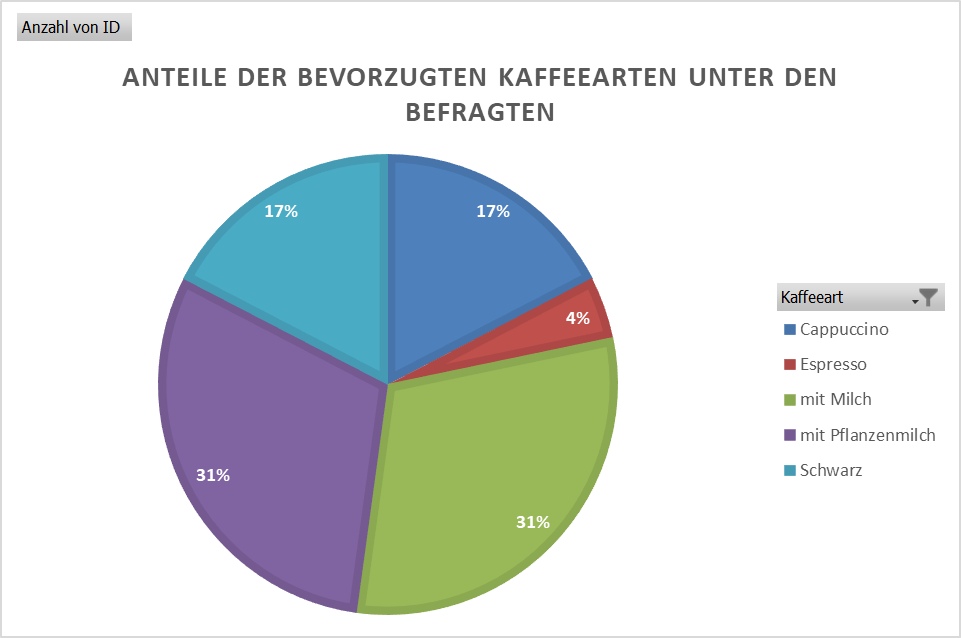 Anzahl von ID
ANTEILE DER BEVORZUGTEN KAFFEEARTEN UNTER DEN
BEFRAGTEN
17%
17%
4%
31%
31%
Kaffeeart
Cappuccino
Espresso
mit Milch
mit Pflanzenmilch
Schwarz